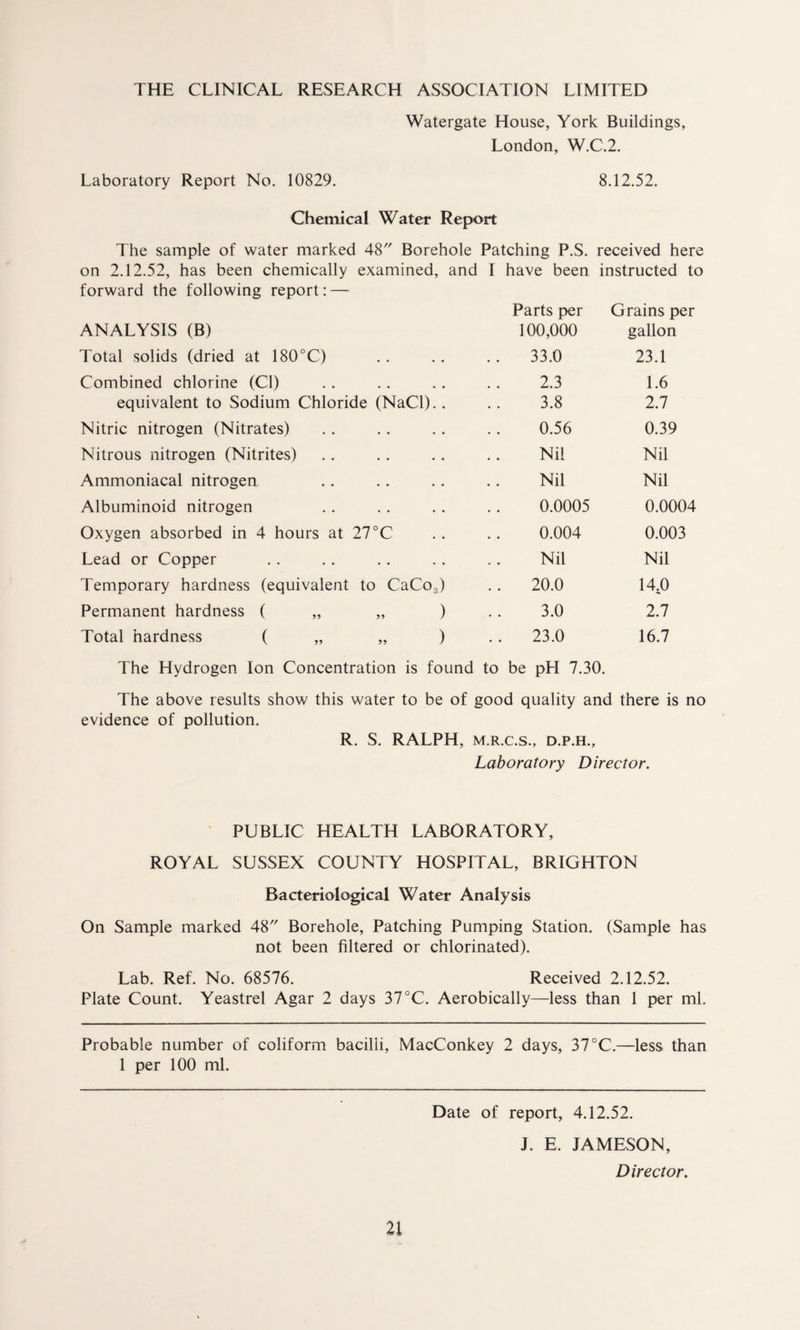 THE CLINICAL RESEARCH ASSOCIATION LIMITED
Watergate House, York Buildings,
London, W.C.2.
Laboratory Report No. 10829. 8.12.52.
Chemical Water Report
The sample of water marked 48″ Borehole Patching P.S. received here
on 2.12.52, has been chemically examined, and I have been instructed to
forward the following report: —
Parts per Grains per
ANALYSIS (B) 100,000 gallon
Total solids (dried at 180°C) .. .. .. 33.0 23.1
Combined chlorine (Cl) .. .. .. .. 2.3 1.6
equivalent to Sodium Chloride (NaCl).. .. 3.8 2.7
Nitric nitrogen (Nitrates) .. .. .. .. 0.56 0.39
Nitrous nitrogen (Nitrites) .. .. .. .. Nil Nil
Ammoniacal nitrogen .. .. .. .. Nil Nil
Albuminoid nitrogen .. .. .. .. 0.0005 0.0004
Oxygen absorbed in 4 hours at 27°C .. .. 0.004 0.003
Lead or Copper .. .. .. .. .. Nil Nil
Temporary hardness (equivalent to CaCo₃) .. 20.0 14.0
Permanent hardness ( „ „ ) .. 3.0 2.7
Total hardness ( „ „ ) .. 23.0 16.7
The Hydrogen Ion Concentration is found to be pH 7.30.
The above results show this water to be of good quality and there is no
evidence of pollution.
R. S. RALPH, M.R.C.S., D.P.H.,
Laboratory Director.
PUBLIC HEALTH LABORATORY,
ROYAL SUSSEX COUNTY HOSPITAL, BRIGHTON
Bacteriological Water Analysis
On Sample marked 48″ Borehole, Patching Pumping Station. (Sample has
not been filtered or chlorinated).
Lab. Ref. No. 68576. Received 2.12.52.
Plate Count. Yeastrel Agar 2 days 37°C. Aerobically—less than 1 per ml.
Probable number of coliform bacilli, MacConkey 2 days, 37°C.—less than
1 per 100 ml.
Date of report, 4.12.52.
J. E. JAMESON,
Director.
21